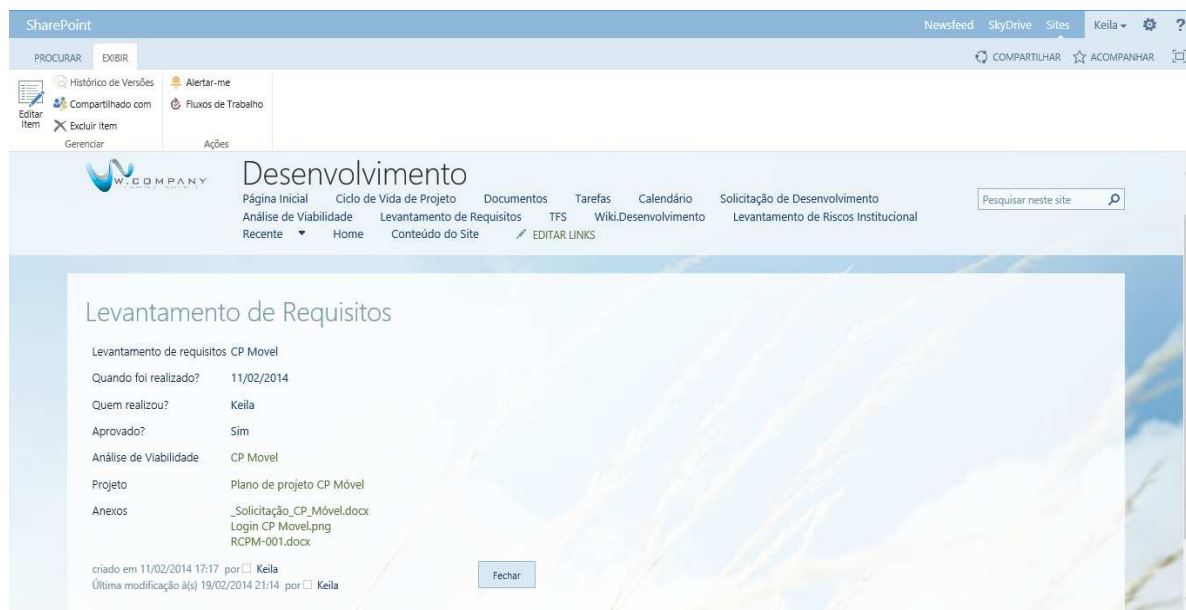 SharePoint
Newsfeed SkyDrive Sites Keila ?
PROCURAR EXIBIR
COMPARTILHAR ACOMPANHAR
Editar Item
Histórico de Versões
Compartilhado com
Excluir Item
Gerenciar
Alertar-me
Fluxos de Trabalho
Ações
W.COMPANY
Desenvolvimento
Página Inicial Ciclo de Vida de Projeto Documentos Tarefas Calendário Solicitação de Desenvolvimento
Análise de Viabilidade Levantamento de Requisitos TFS Wiki.Desenvolvimento Levantamento de Riscos Institucional
Recente Home Conteúdo do Site EDITAR LINKS
Pesquisar neste site
Levantamento de Requisitos
Levantamento de requisitos CP Movel
Quando foi realizado? 11/02/2014
Quem realizou? Keila
Aprovado? Sim
Análise de Viabilidade CP Movel
Projeto Plano de projeto CP Móvel
Anexos _Solicitação_CP_Móvel.docx
Login CP Movel.png
RCPM-001.docx
criado em 11/02/2014 17:17 por Keila
Última modificação à(s) 19/02/2014 21:14 por Keila
Fechar